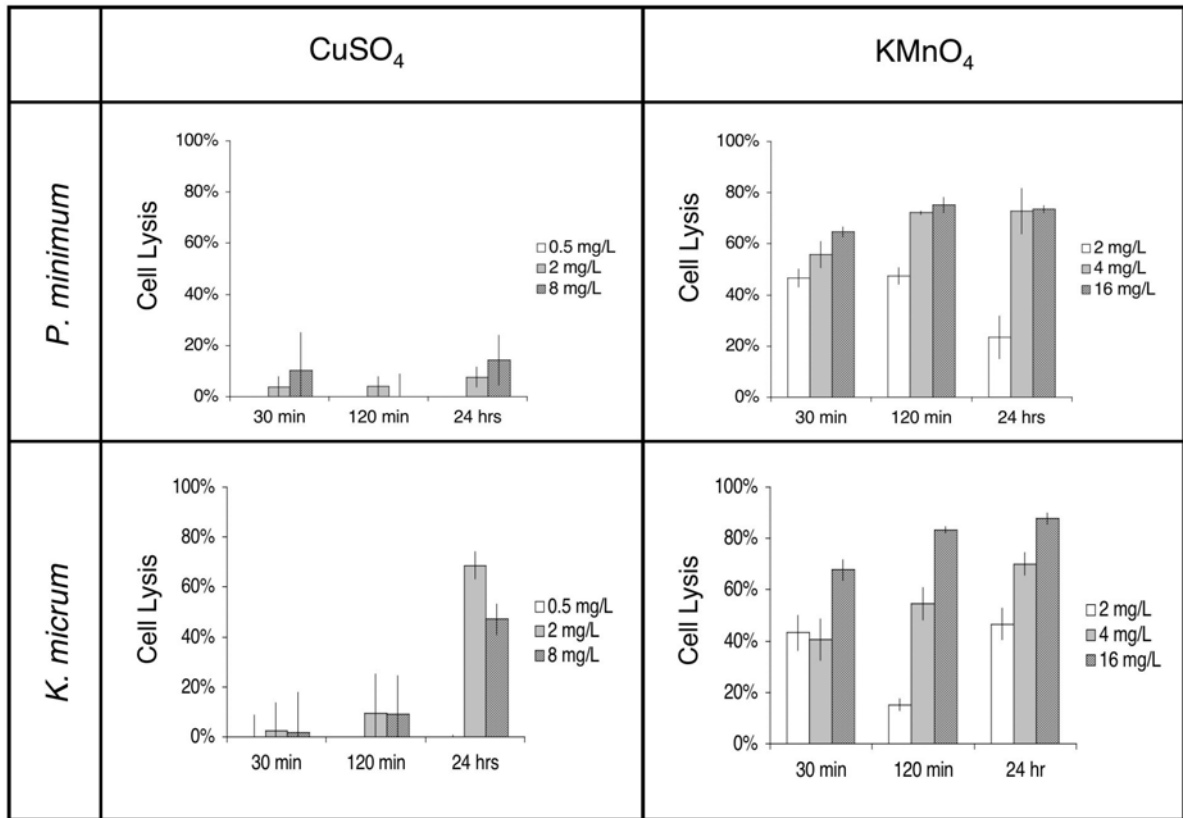 CuSO₄
KMnO₄
P. minimum
Cell Lysis
100%
80%
60%
40%
20%
0%
30 min
120 min
24 hrs
0.5 mg/L
2 mg/L
8 mg/L
Cell Lysis
100%
80%
60%
40%
20%
0%
30 min
120 min
24 hrs
2 mg/L
4 mg/L
16 mg/L
K. micrum
Cell Lysis
100%
80%
60%
40%
20%
0%
30 min
120 min
24 hrs
0.5 mg/L
2 mg/L
8 mg/L
Cell Lysis
100%
80%
60%
40%
20%
0%
30 min
120 min
24 hr
2 mg/L
4 mg/L
16 mg/L